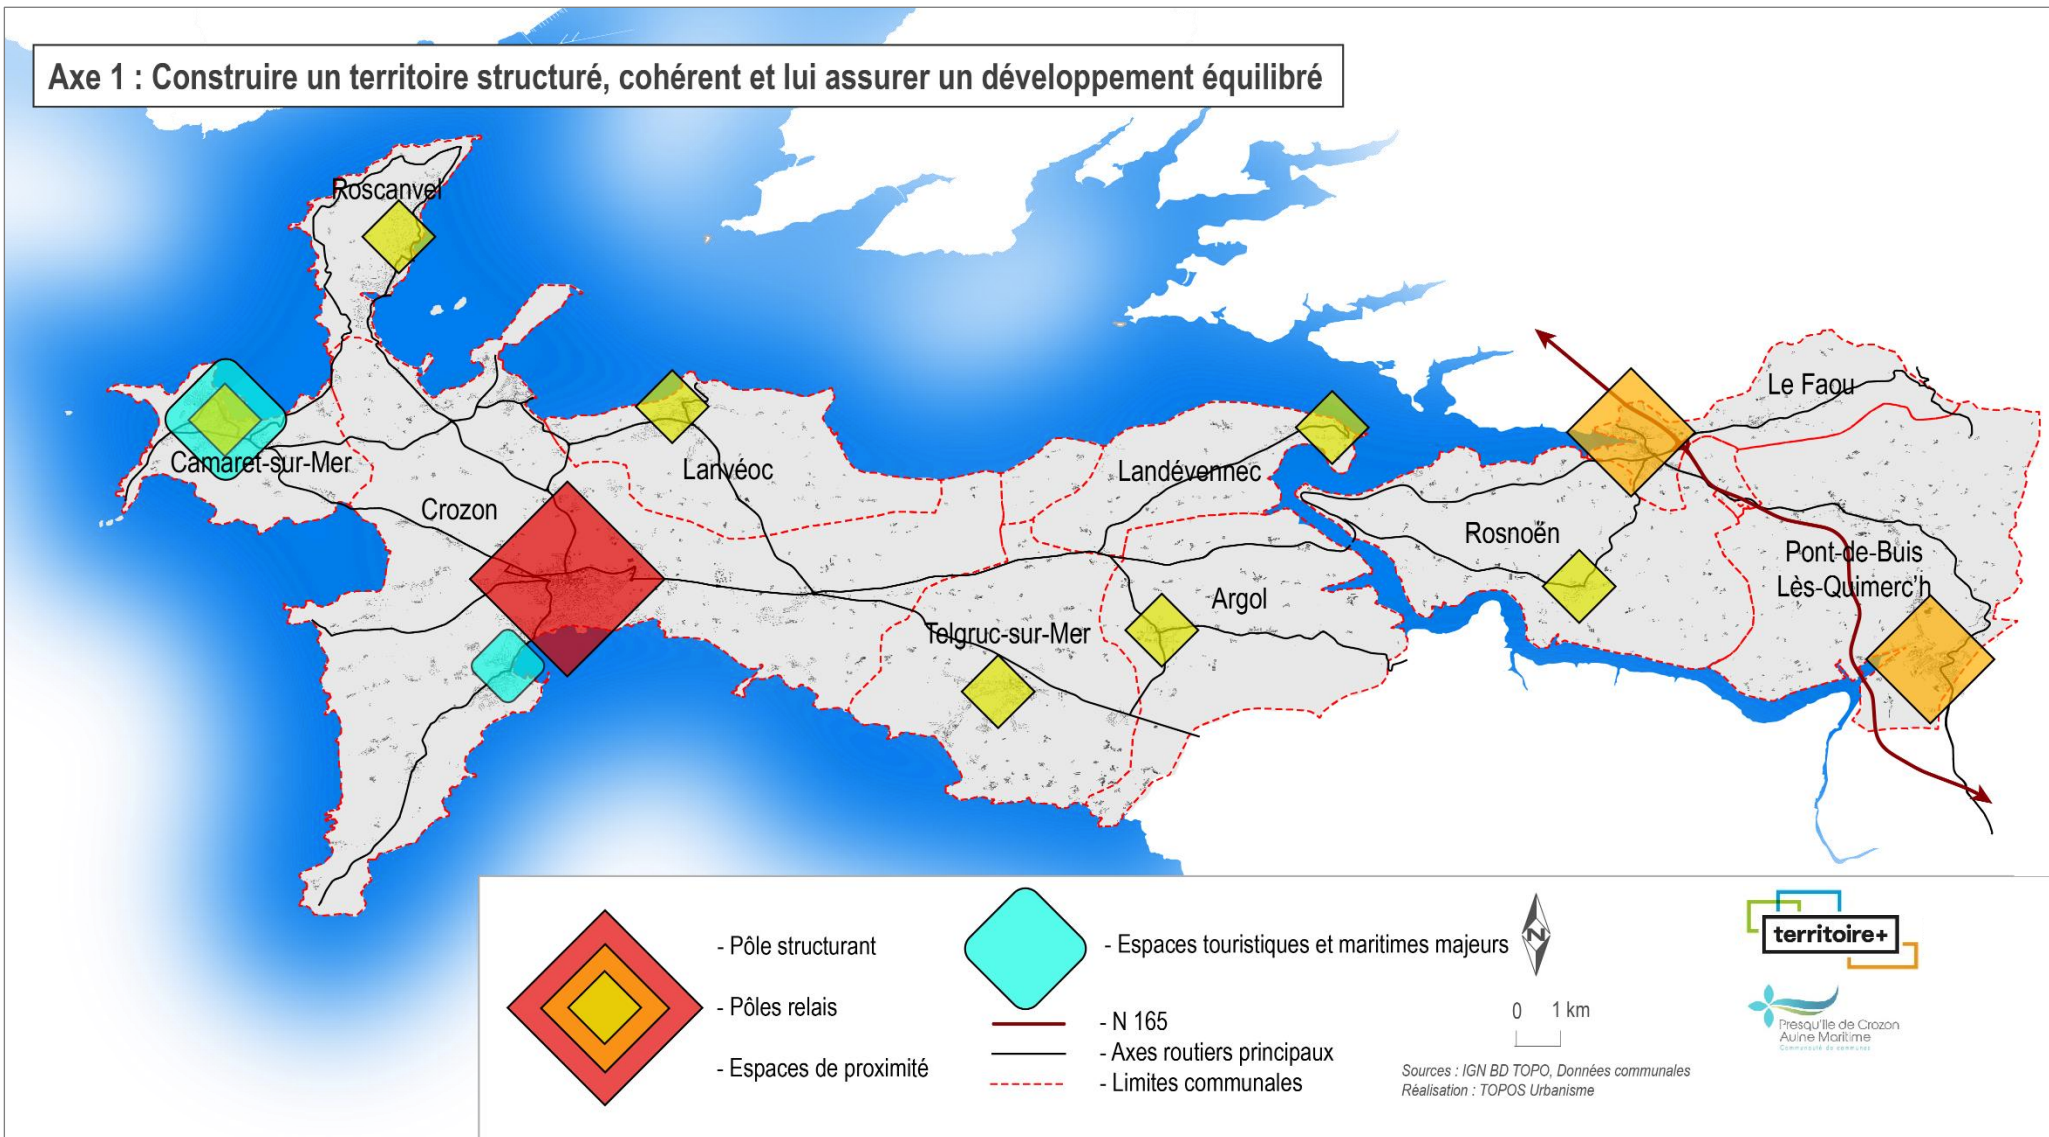 Axe 1 : Construire un territoire structuré, cohérent et lui assurer un développement équilibré
Roscanvel
Le Faou
Camaret-sur-Mer
Lanvéoc
Landévennec
Crozon
Rosnoën
Pont-de-Buis
Lès-Quimerc'h
Argol
Telgruc-sur-Mer
- Pôle structurant
- Pôles relais
- Espaces de proximité
- Espaces touristiques et maritimes majeurs
- N 165
- Axes routiers principaux
- Limites communales
N
0 1 km
Sources : IGN BD TOPO, Données communales
Réalisation : TOPOS Urbanisme
territoire+
Presqu'île de Crozon
Aulne Maritime
Communauté de communes